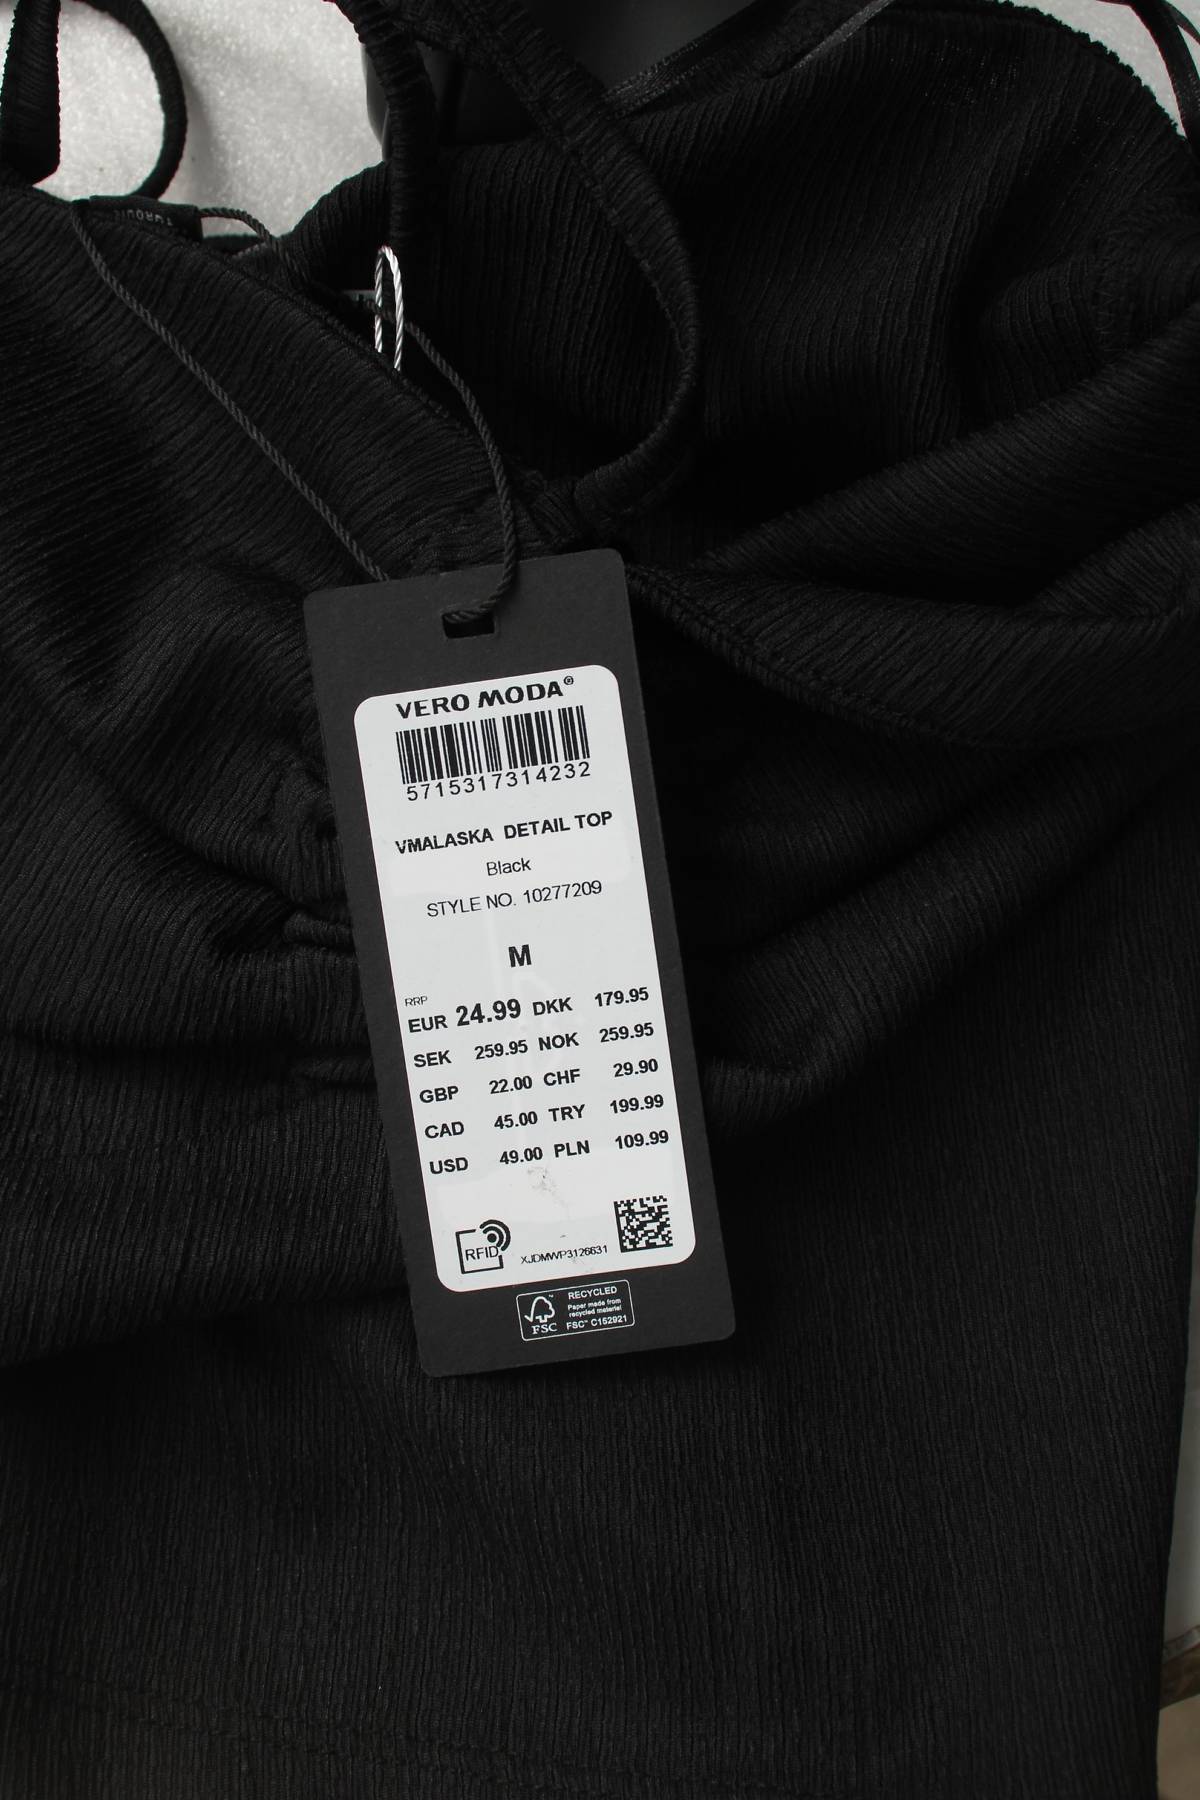 VERO MODA®
5715317314232
VMALASKA DETAIL TOP
Black
STYLE NO. 10277209
M
RRP
EUR 24.99 DKK 179.95
SEK 259.95 NOK 259.95
GBP 22.00 CHF 29.90
CAD 45.00 TRY 199.99
USD 49.00 PLN 109.99
RFID XJDMWP3126631
RECYCLED
Paper made from
recycled material
FSC™ C152921
FSC